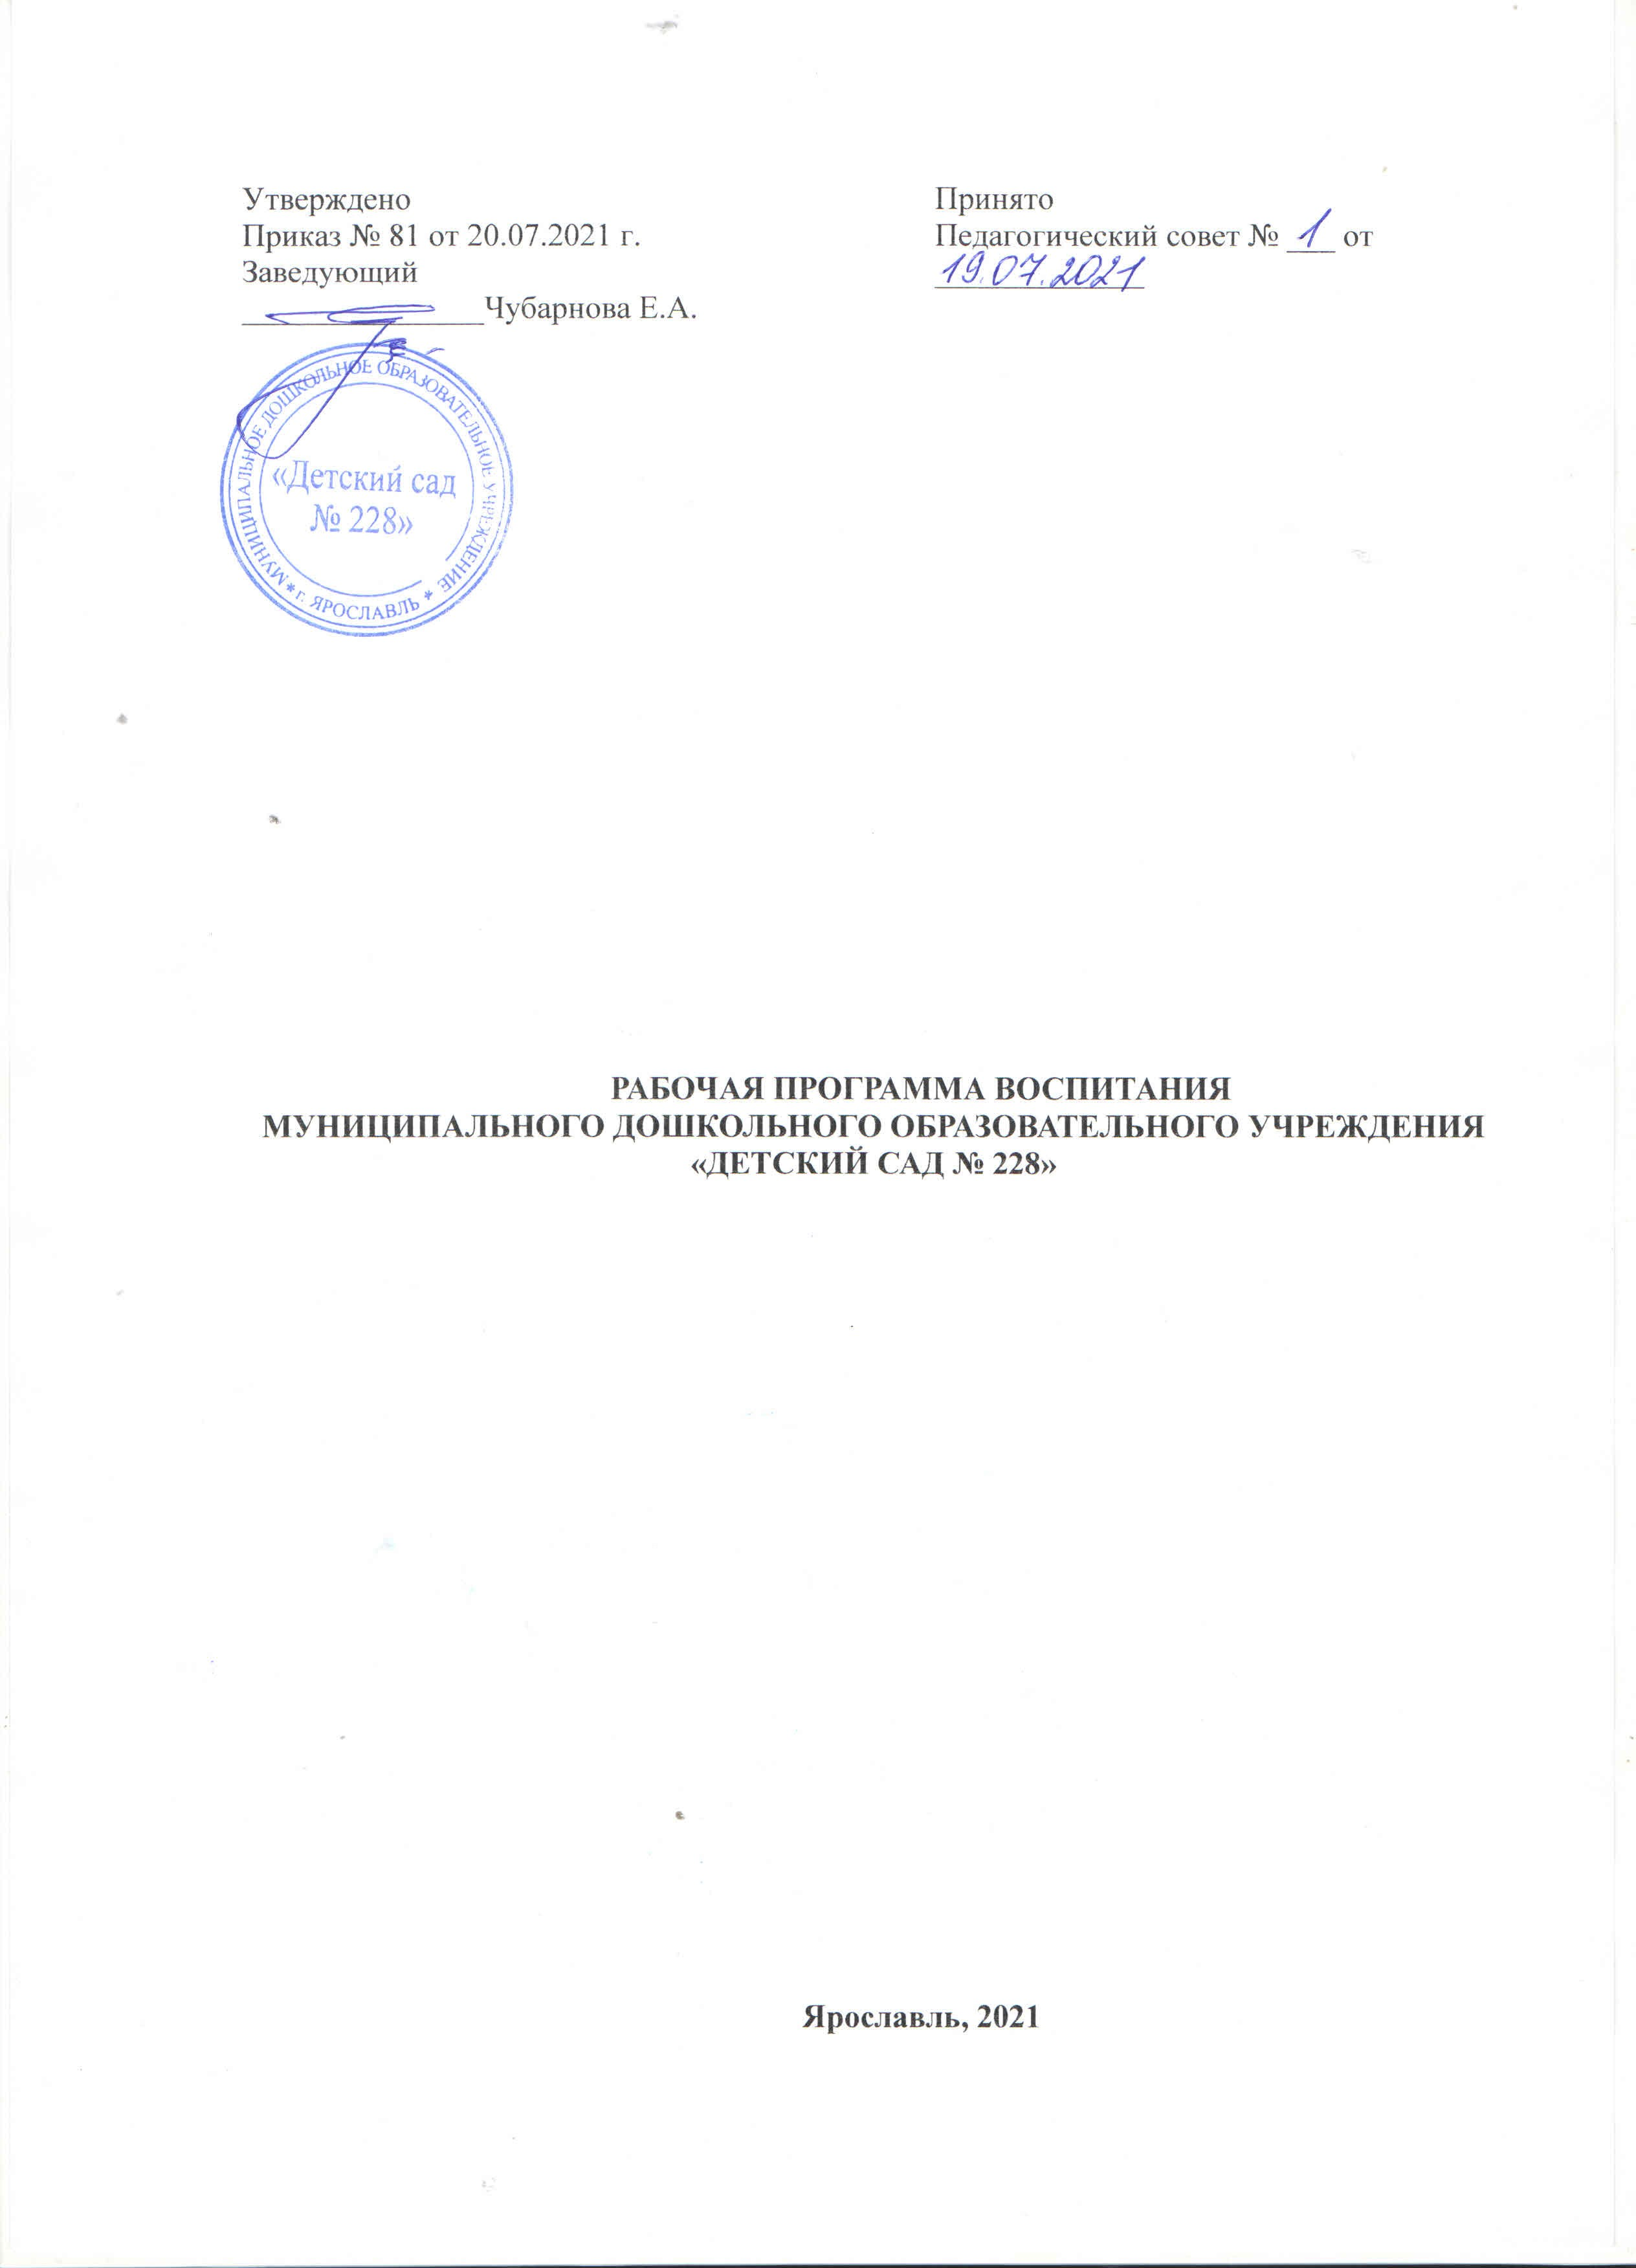 Утверждено
Приказ № 81 от 20.07.2021 г.
Заведующий
_______________Чубарнова Е.А.
Принято
Педагогический совет № 1 от
19.07.2021
МУНИЦИПАЛЬНОЕ ДОШКОЛЬНОЕ ОБРАЗОВАТЕЛЬНОЕ УЧРЕЖДЕНИЕ
«Детский сад
№ 228»
* г. ЯРОСЛАВЛЬ *
РАБОЧАЯ ПРОГРАММА ВОСПИТАНИЯ
МУНИЦИПАЛЬНОГО ДОШКОЛЬНОГО ОБРАЗОВАТЕЛЬНОГО УЧРЕЖДЕНИЯ
«ДЕТСКИЙ САД № 228»
Ярославль, 2021